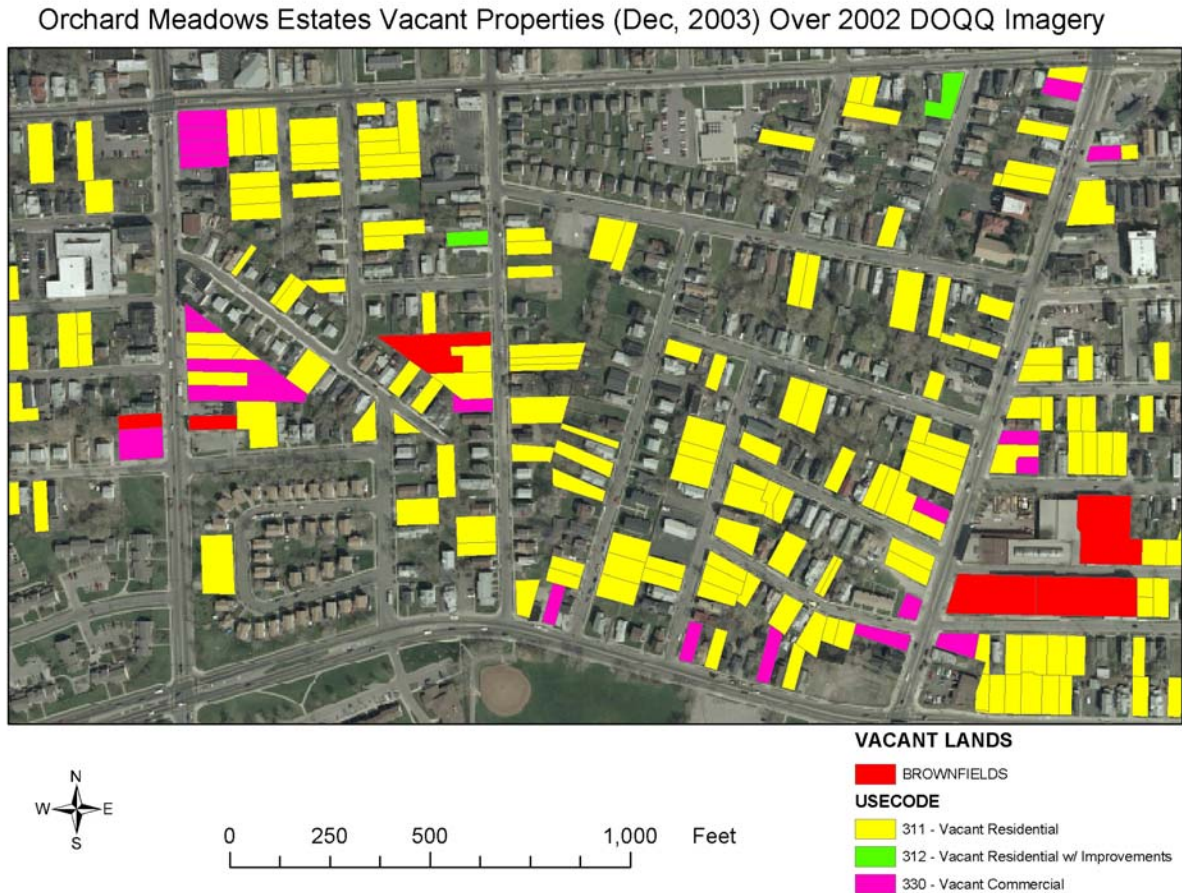 Orchard Meadows Estates Vacant Properties (Dec, 2003) Over 2002 DOQQ Imagery
VACANT LANDS
BROWNFIELDS
USECODE
311 - Vacant Residential
312 - Vacant Residential w/ Improvements
330 - Vacant Commercial
N
W E
S
0 250 500 1,000 Feet